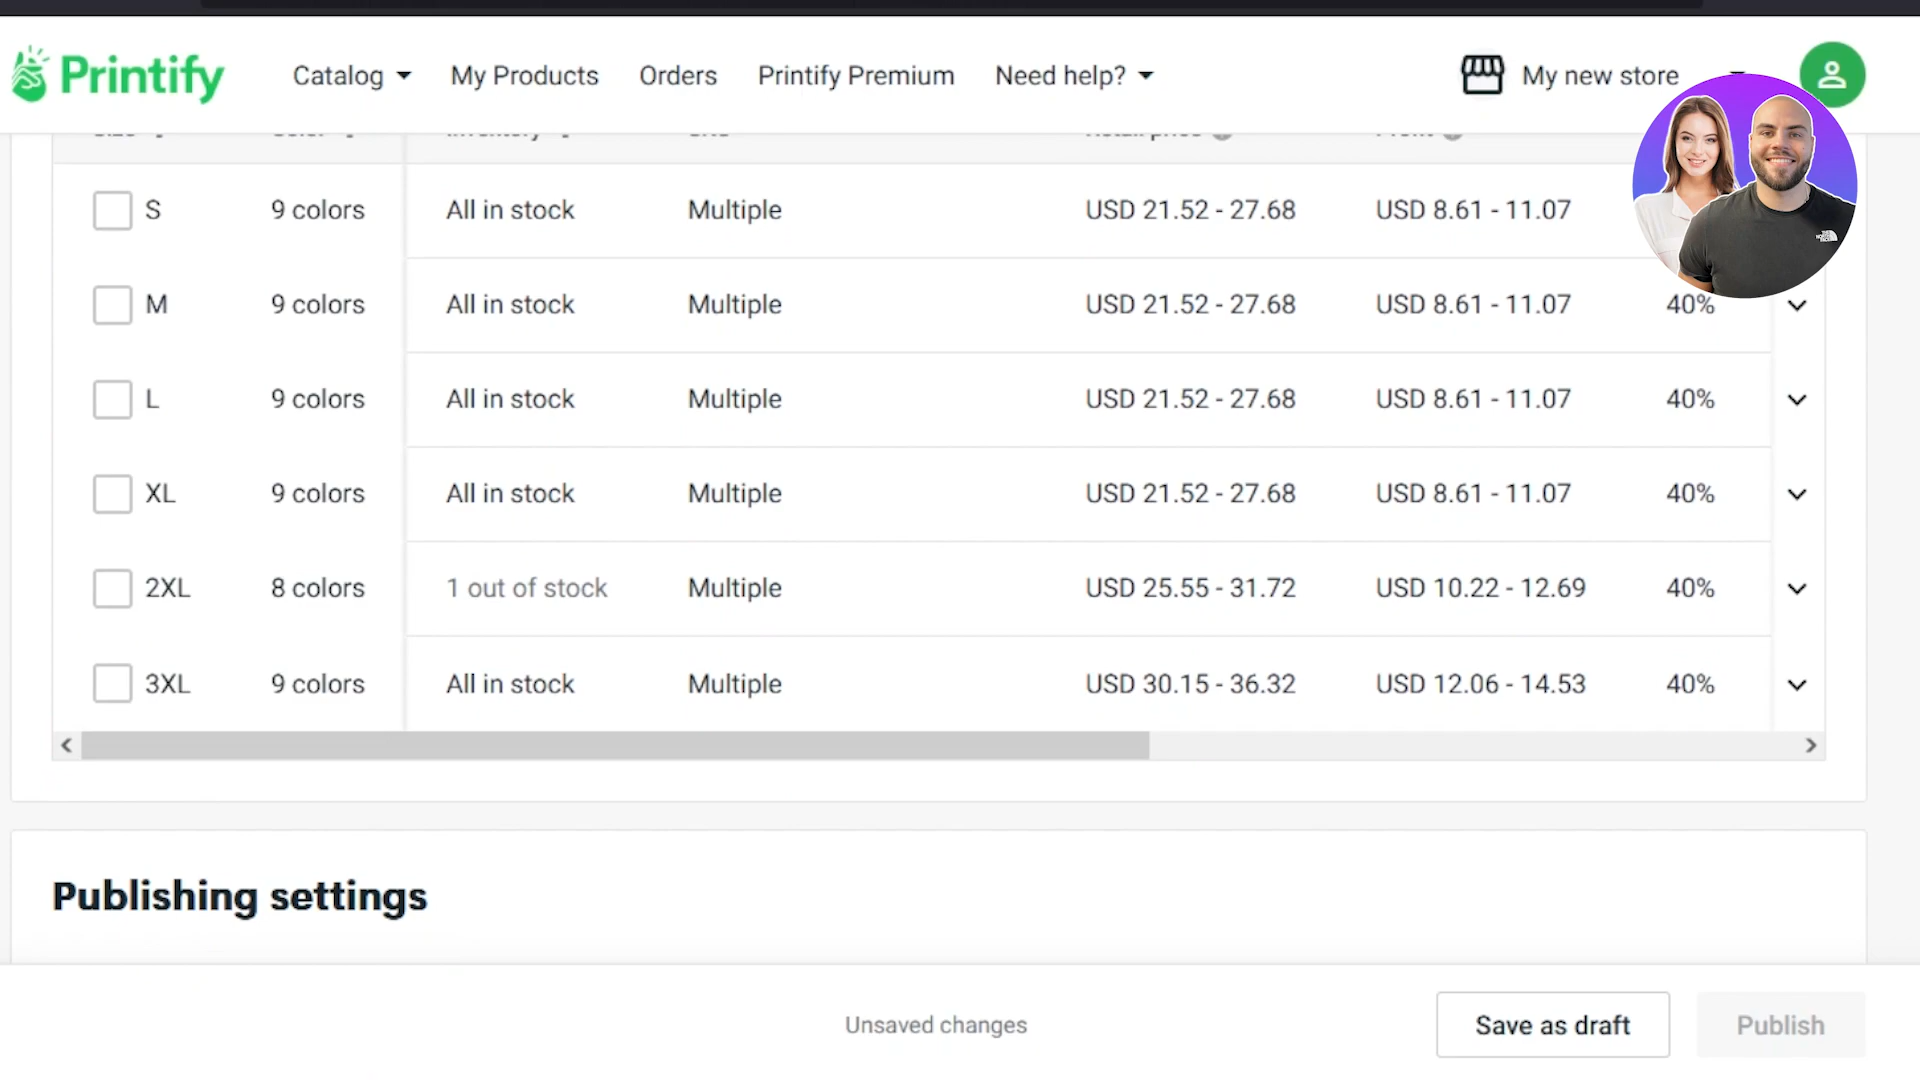 Printify Catalog My Products Orders Printify Premium Need help? My new store
S 9 colors All in stock Multiple USD 21.52 - 27.68 USD 8.61 - 11.07
M 9 colors All in stock Multiple USD 21.52 - 27.68 USD 8.61 - 11.07 40%
L 9 colors All in stock Multiple USD 21.52 - 27.68 USD 8.61 - 11.07 40%
XL 9 colors All in stock Multiple USD 21.52 - 27.68 USD 8.61 - 11.07 40%
2XL 8 colors 1 out of stock Multiple USD 25.55 - 31.72 USD 10.22 - 12.69 40%
3XL 9 colors All in stock Multiple USD 30.15 - 36.32 USD 12.06 - 14.53 40%
Publishing settings
Unsaved changes Save as draft Publish